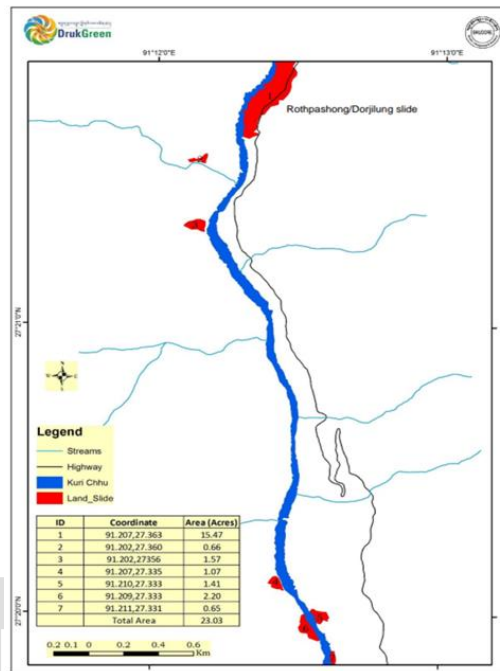 DrukGreen
91°12'0"E 91°13'0"E
Rothpashong/Dorjilung slide
27°21'0"N
27°20'0"N
Legend
Streams
Highway
Kuri Chhu
Land_Slide
ID Coordinate Area (Acres)
1 91.207,27.363 15.47
2 91.202,27.360 0.66
3 91.202,27356 1.57
4 91.207,27.335 1.07
5 91.210,27.333 1.41
6 91.209,27.333 2.20
7 91.211,27.331 0.65
Total Area 23.03
0.2 0.1 0 0.2 0.4 0.6
Km